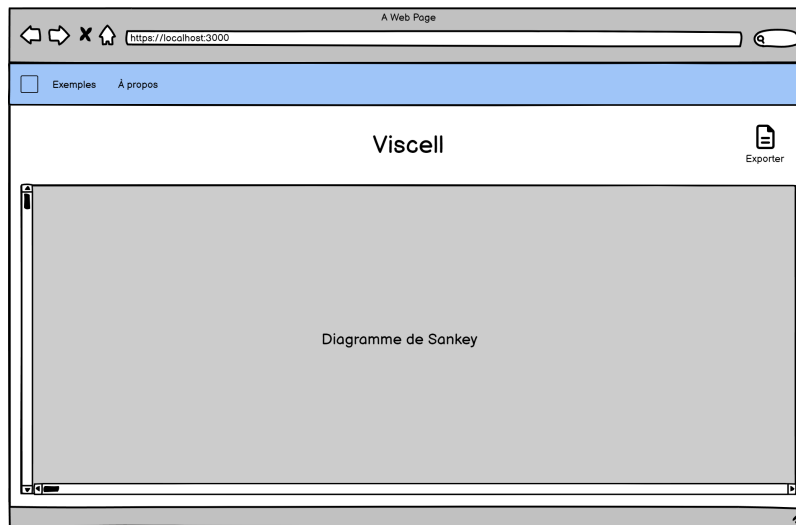 A Web Page
https://localhost:3000
Exemples À propos
Viscell
Exporter
Diagramme de Sankey